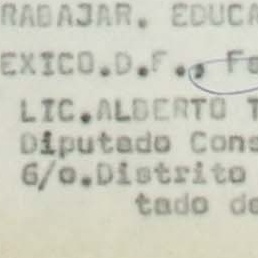 RABAJAR. EDUCA
EXICO.D.F., Fe
LIC.ALBERTO T
Diputado Cons
6/o.Distrito
tado de